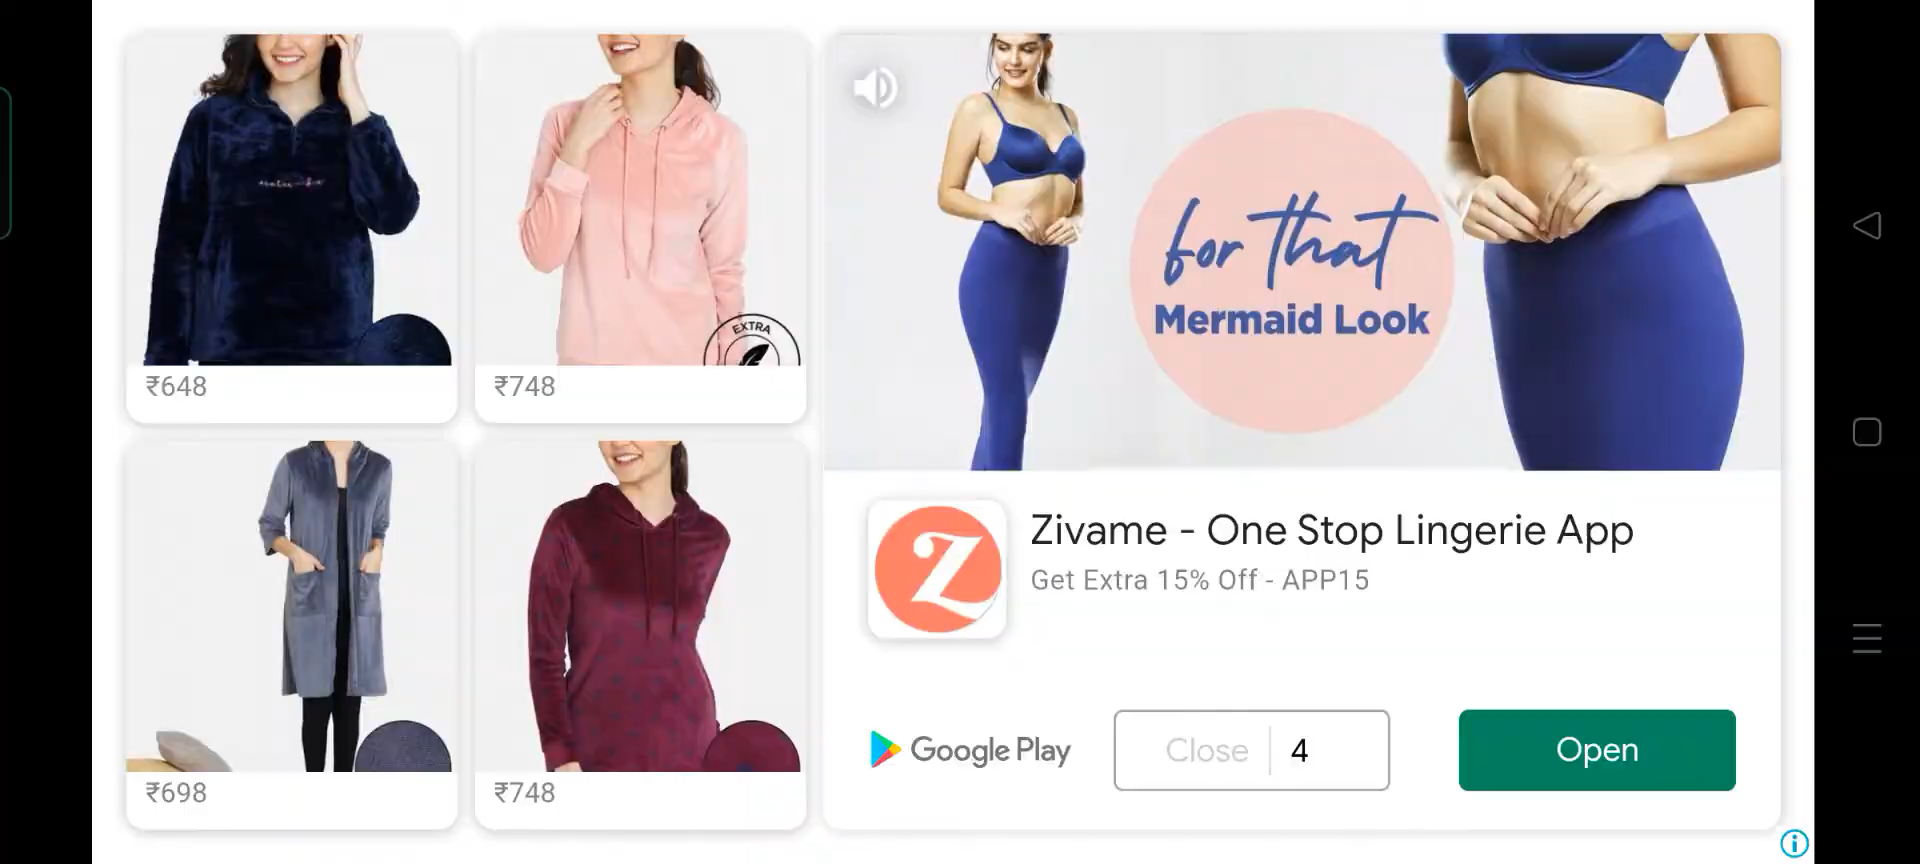 ₹648
EXTRA
₹748
₹698
₹748
for that
Mermaid Look
Z
Zivame - One Stop Lingerie App
Get Extra 15% Off - APP15
Google Play
Close 4
Open